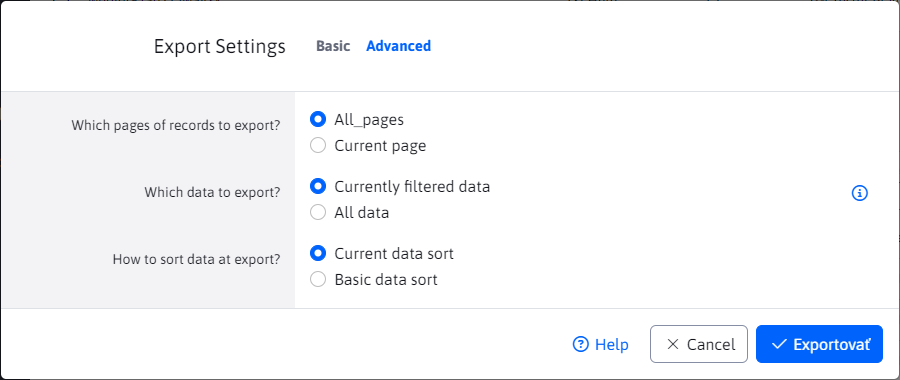 Export Settings Basic Advanced
Which pages of records to export?
All_pages
Current page
Which data to export?
Currently filtered data
All data
How to sort data at export?
Current data sort
Basic data sort
Help Cancel Exportovať